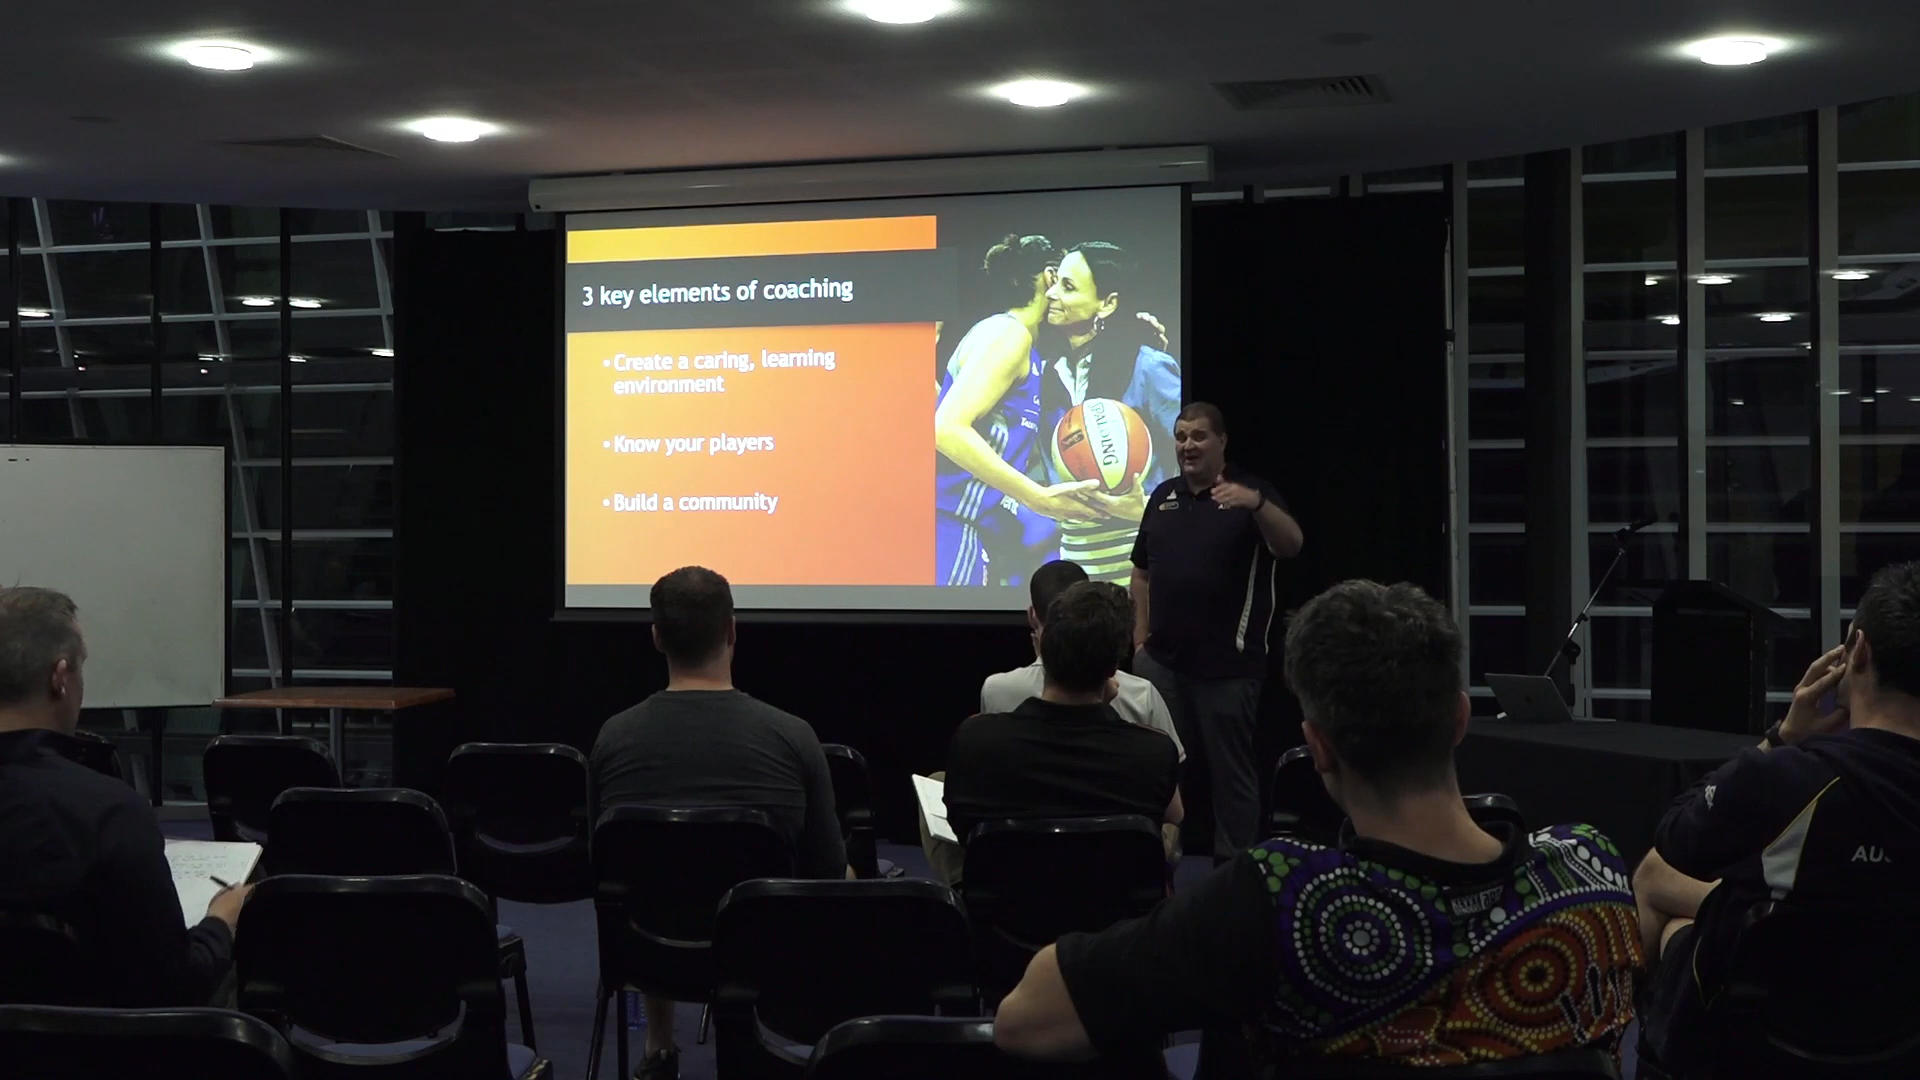 3 key elements of coaching
• Create a caring, learning
environment
• Know your players
• Build a community
SPALDING
AU